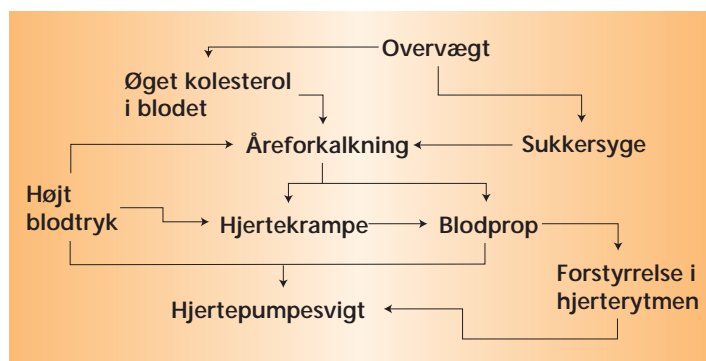 Overvægt
Øget kolesterol
i blodet
Åreforkalkning
Sukkersyge
Højt
blodtryk
Hjertekrampe
Blodprop
Forstyrrelse i
hjerterytmen
Hjertepumpesvigt